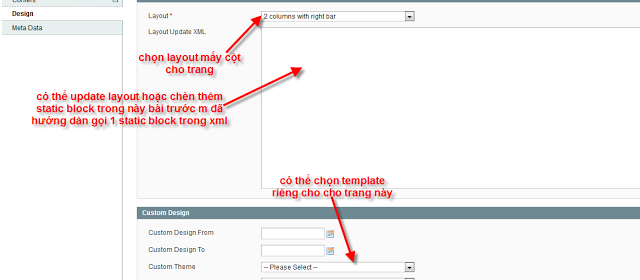 Content
Design
Meta Data
Layout *
2 columns with right bar
Layout Update XML
chọn layout mấy cột
cho trang
có thể update layout hoặc chèn thêm
static block trong này bài trước m đã
hướng dẫn gọi 1 static block trong xml
có thể chọn template
riêng cho cho trang này
Custom Design
Custom Design From
Custom Design To
Custom Theme
-- Please Select --